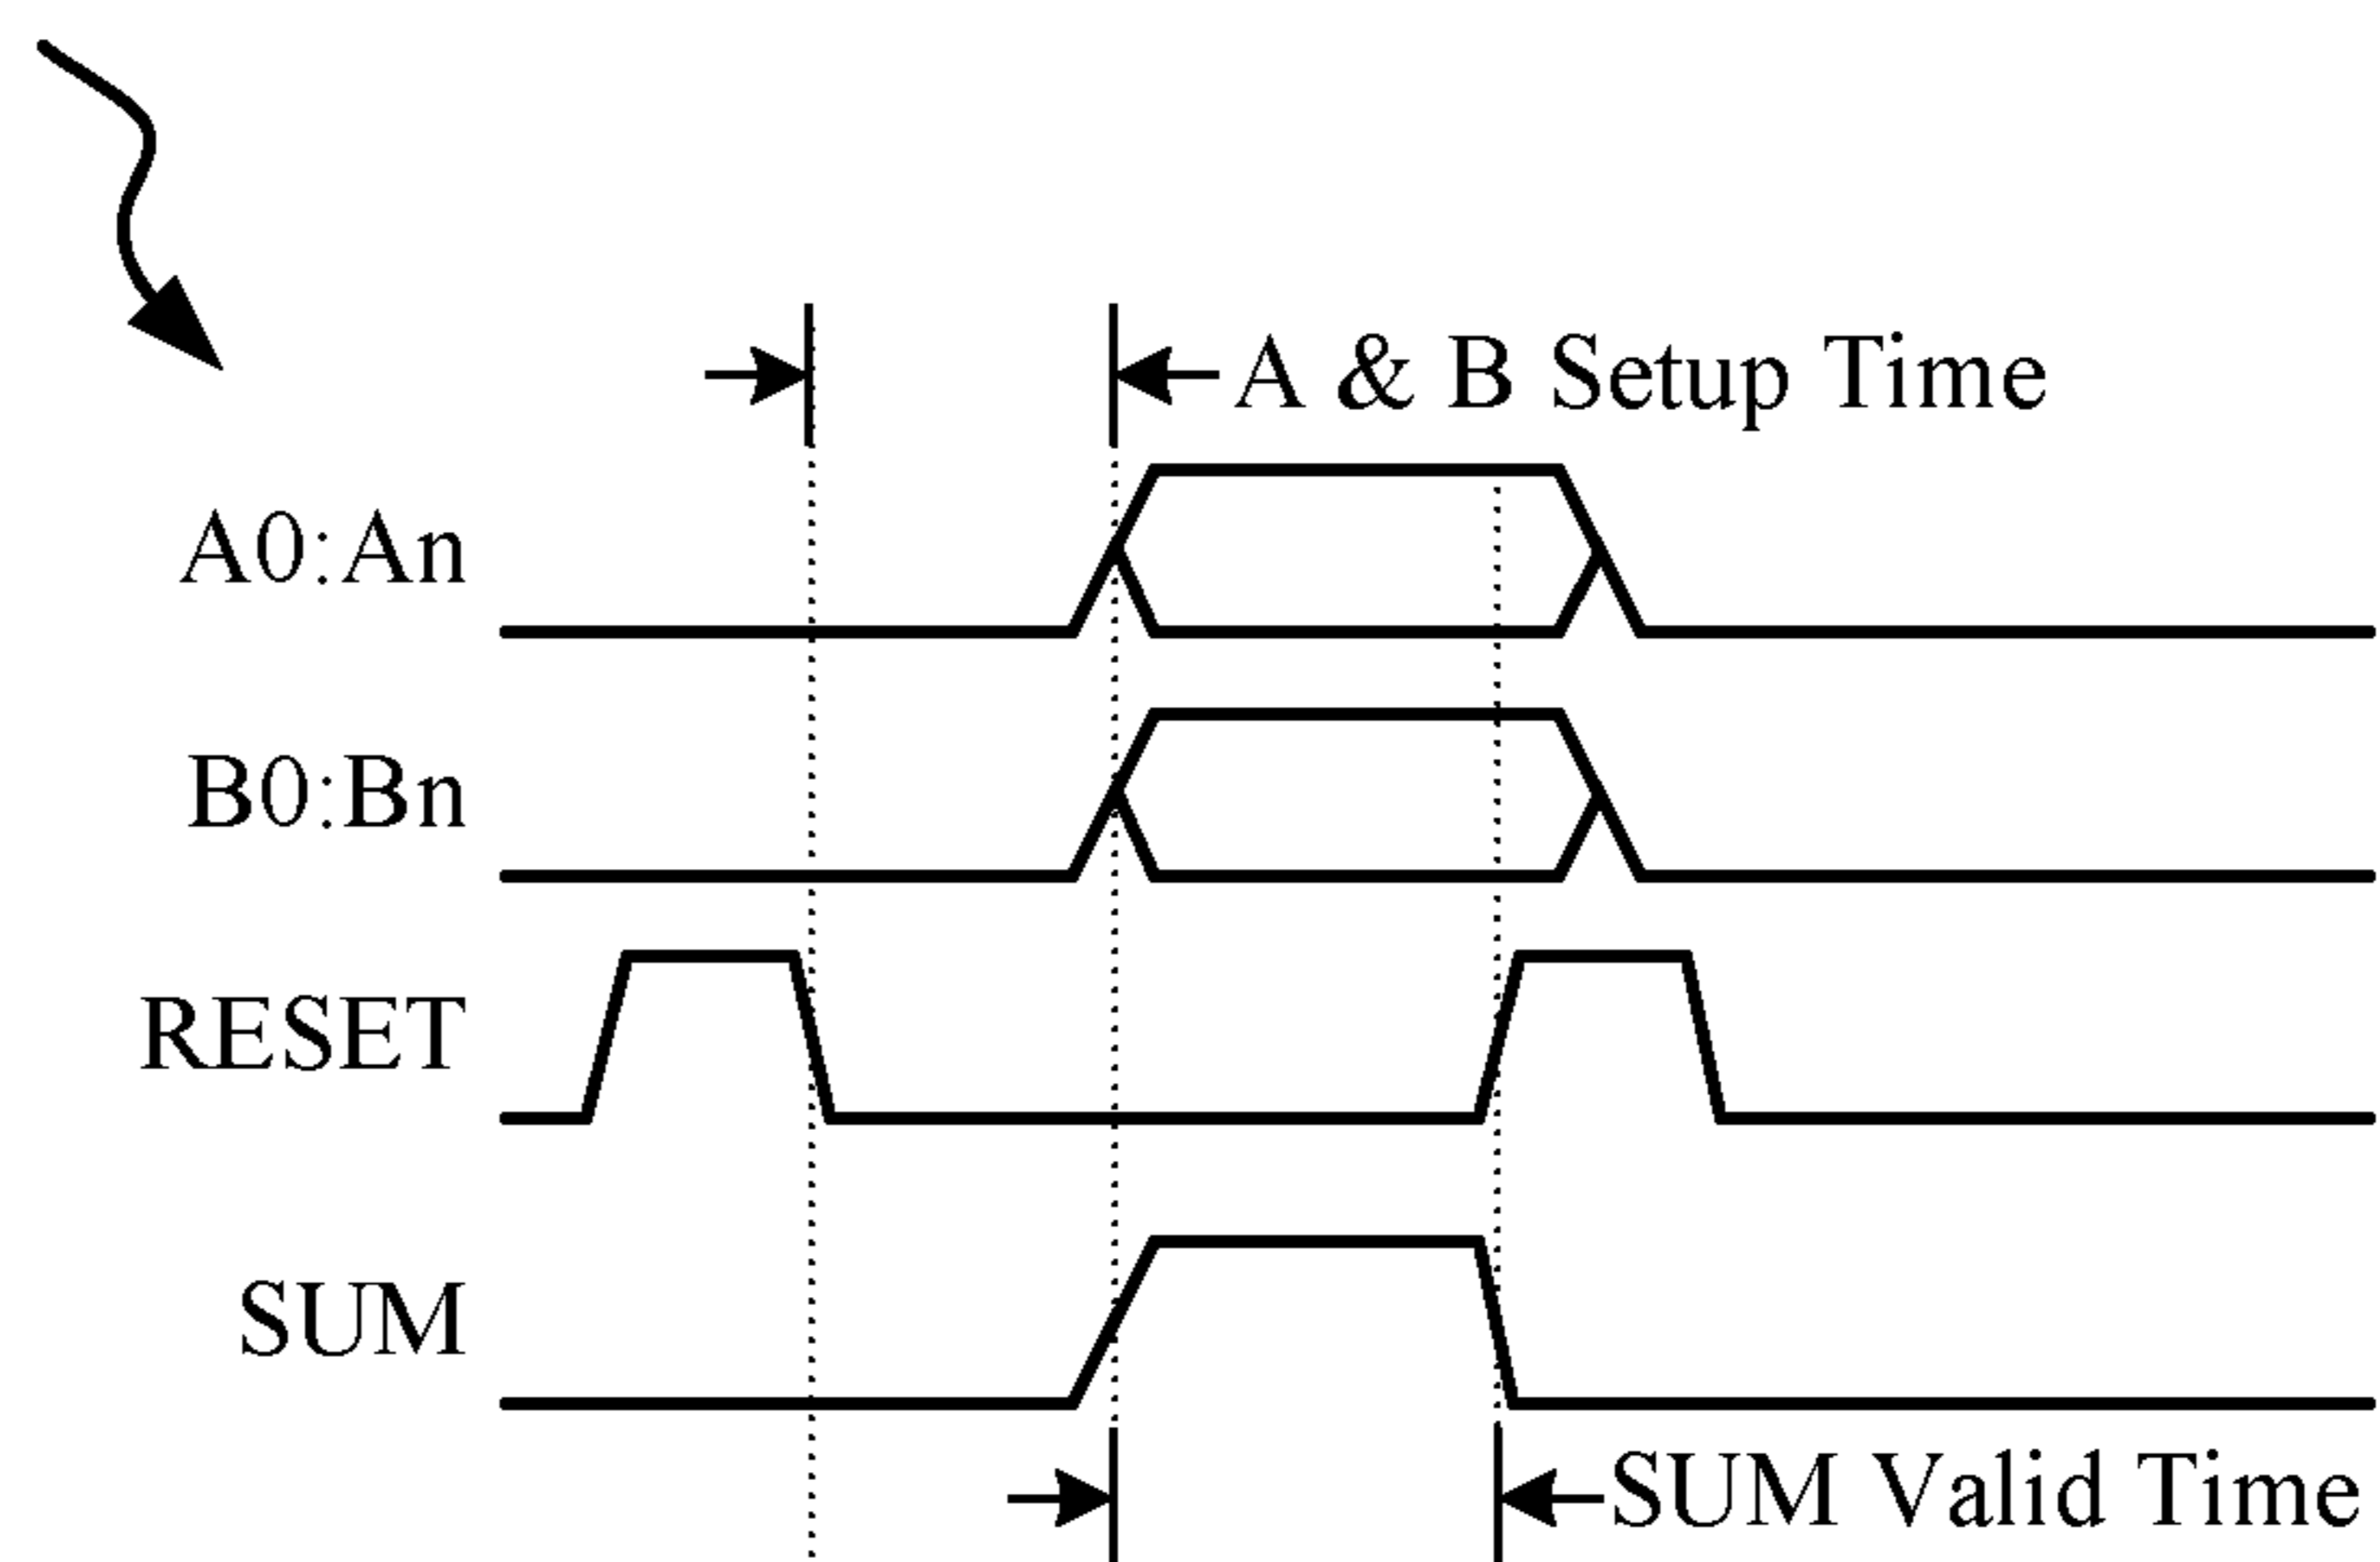 A & B Setup Time
A0:An
B0:Bn
RESET
SUM
SUM Valid Time